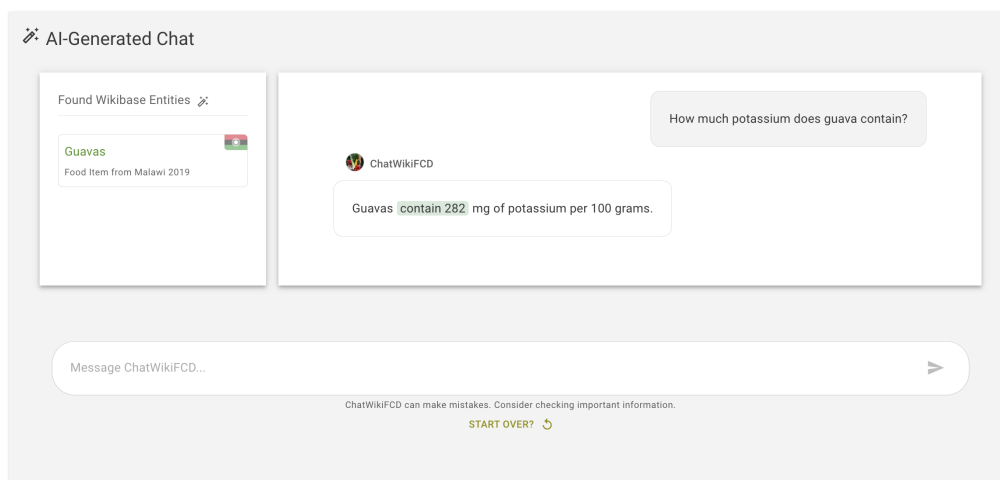 AI-Generated Chat
Found Wikibase Entities
Guavas
Food Item from Malawi 2019
How much potassium does guava contain?
ChatWikiFCD
Guavas contain 282 mg of potassium per 100 grams.
Message ChatWikiFCD...
ChatWikiFCD can make mistakes. Consider checking important information.
START OVER?